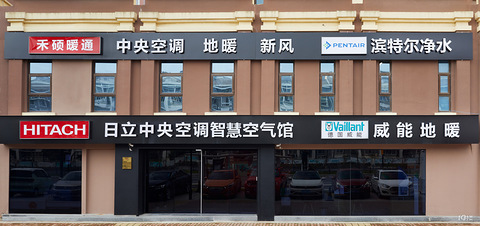 禾硕暖通 中央空调 地暖 新风 PENTAIR 滨特尔净水
HITACHI 日立中央空调智慧空气馆 Vaillant 德国威能 威能地暖